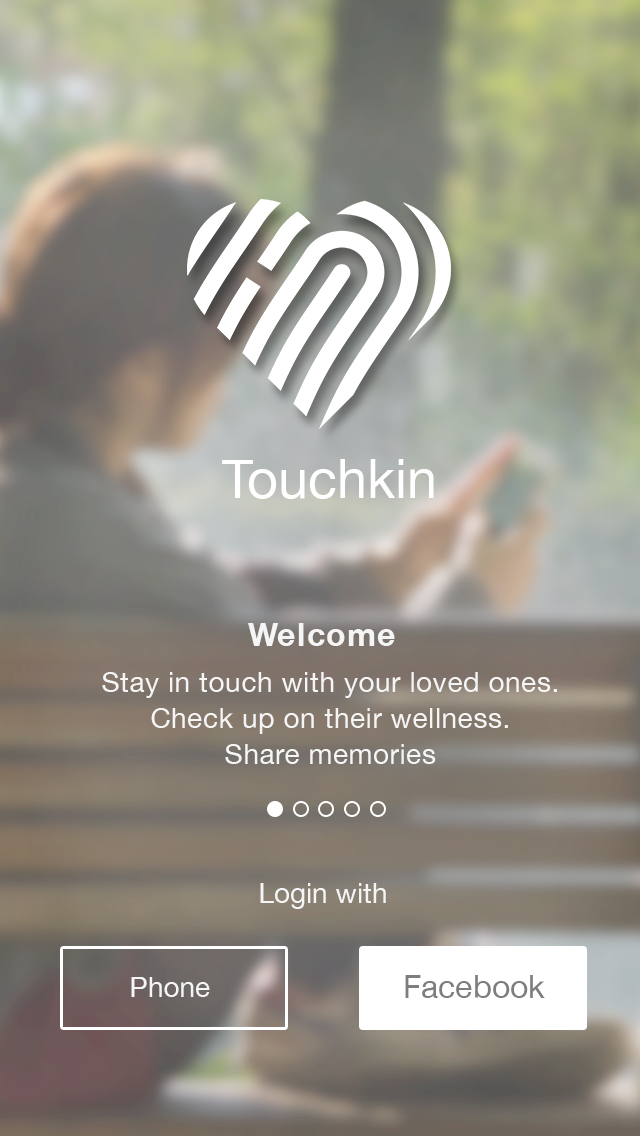 Touchkin
Welcome
Stay in touch with your loved ones.
Check up on their wellness.
Share memories
Login with
Phone
Facebook